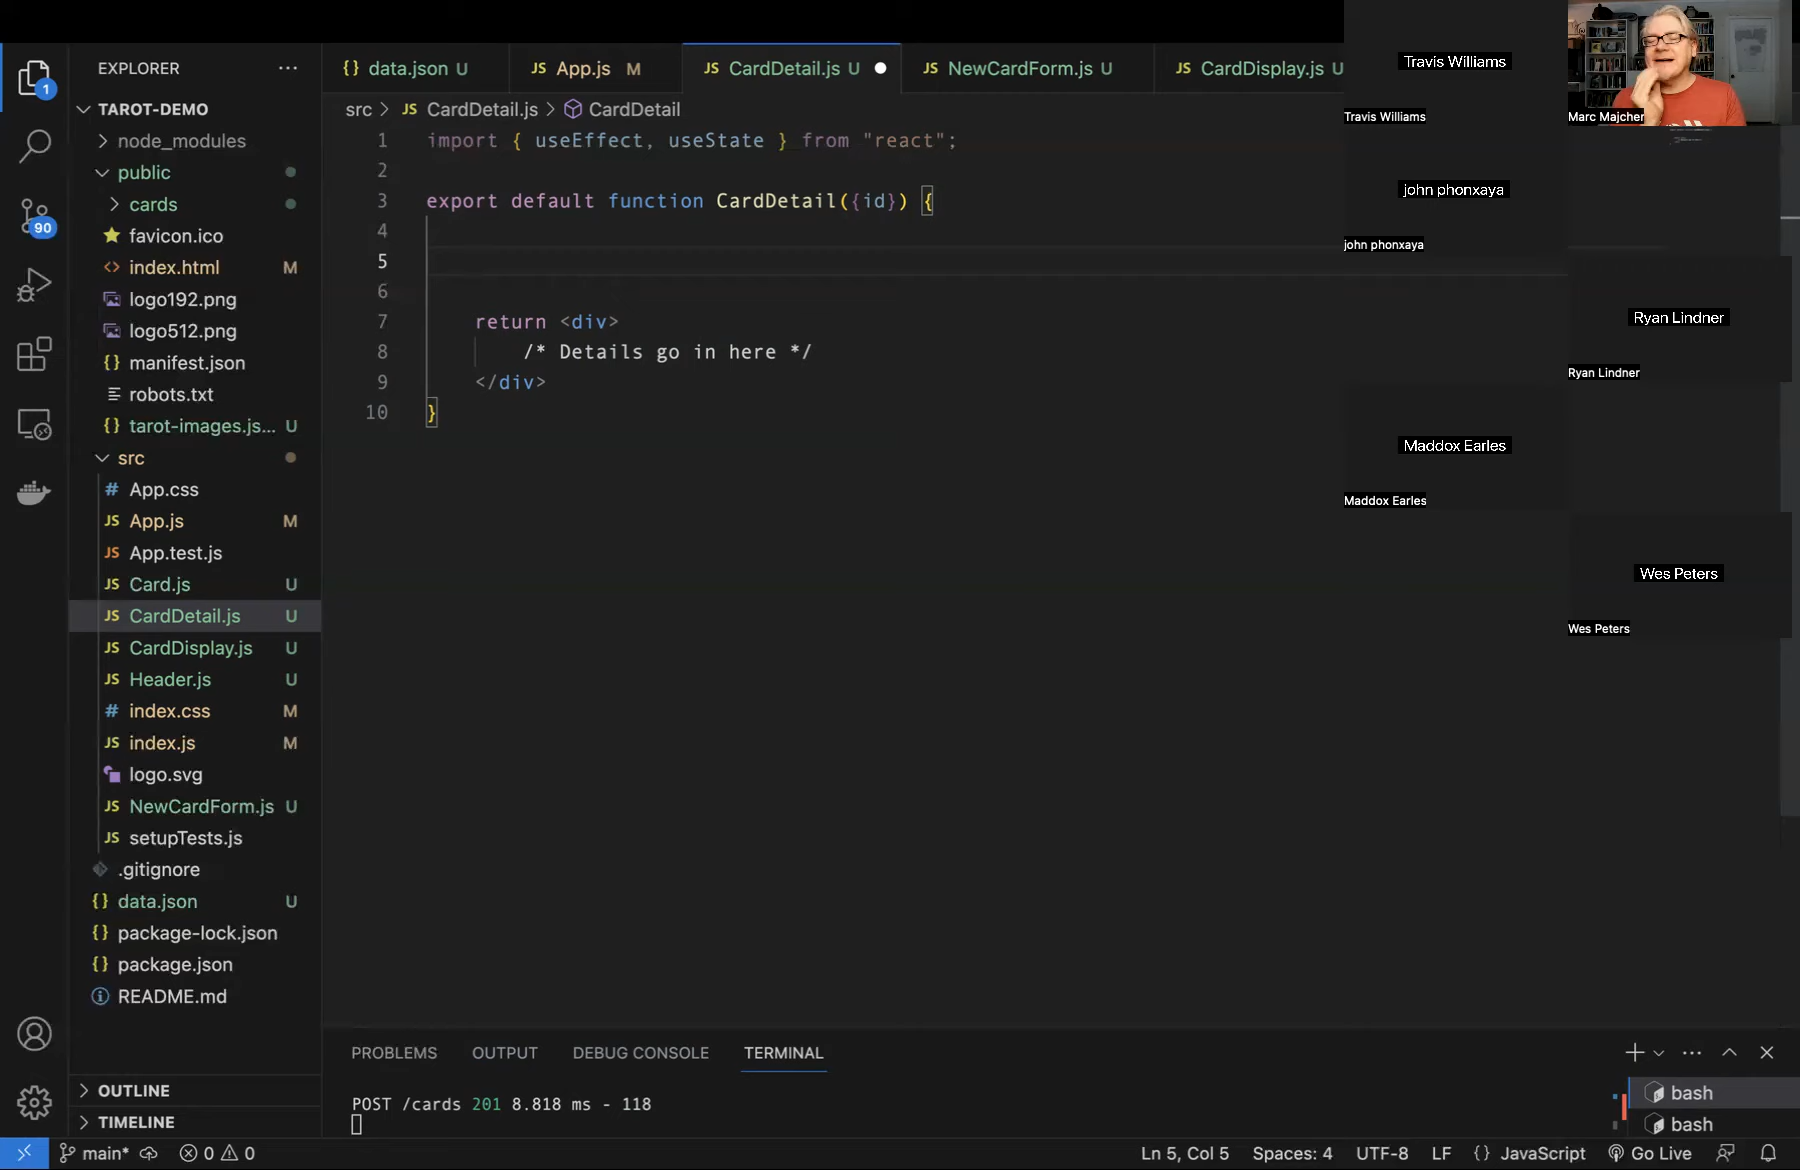 EXPLORER
TAROT-DEMO
node_modules
public
cards
favicon.ico
index.html M
logo192.png
logo512.png
manifest.json
robots.txt
tarot-images.js... U
src
App.css
App.js M
App.test.js
Card.js U
CardDetail.js U
CardDisplay.js U
Header.js U
index.css M
index.js M
logo.svg
NewCardForm.js U
setupTests.js
.gitignore
data.json U
package-lock.json
package.json
README.md
OUTLINE
TIMELINE
1
90
{} data.json U
JS App.js M
JS CardDetail.js U
JS NewCardForm.js U
JS CardDisplay.js U
src > JS CardDetail.js > CardDetail
1 import { useEffect, useState } from "react";
2
3 export default function CardDetail({id}) {
4
5
6
7 return <div>
8 /* Details go in here */
9 </div>
10 }
Travis Williams
Travis Williams
Marc Majcher
john phonxaya
john phonxaya
Ryan Lindner
Ryan Lindner
Maddox Earles
Maddox Earles
Wes Peters
Wes Peters
PROBLEMS OUTPUT DEBUG CONSOLE TERMINAL
POST /cards 201 8.818 ms - 118
bash
bash
main* 0 0 Ln 5, Col 5 Spaces: 4 UTF-8 LF {} JavaScript Go Live